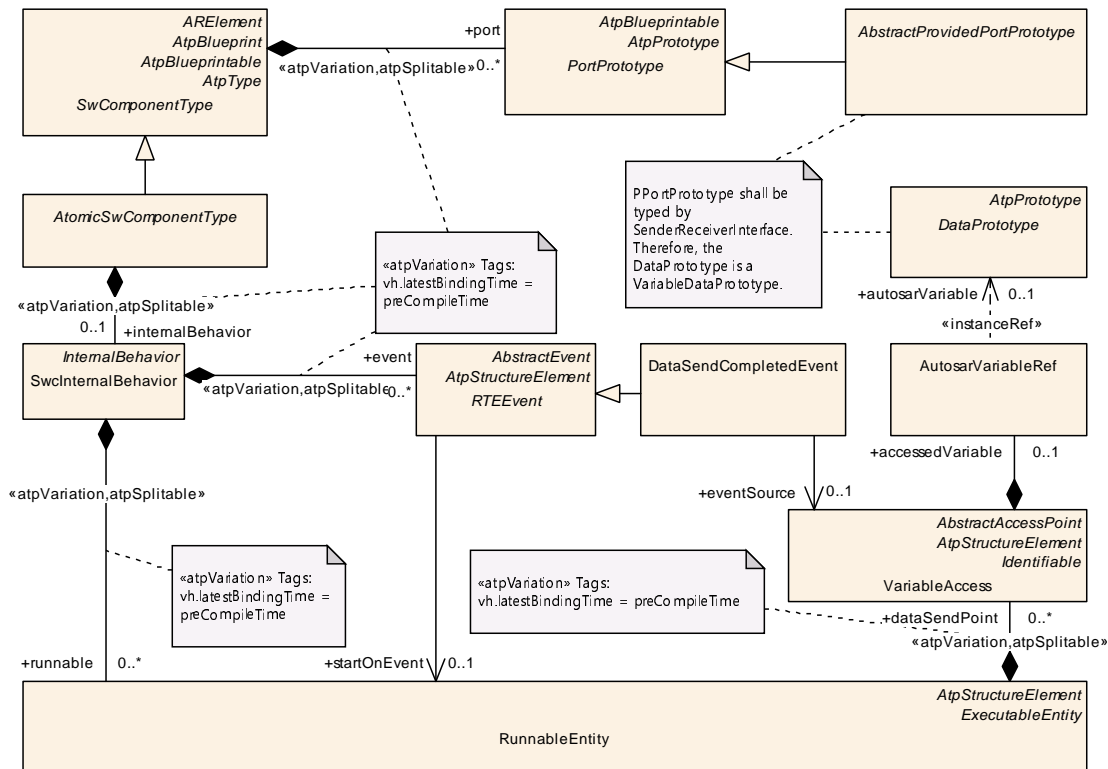 ARElement
AtpBlueprint
AtpBlueprintable
AtpType
SwComponentType
+port
«atpVariation,atpSplitable»
0..*
AtpBlueprintable
AtpPrototype
PortPrototype
AbstractProvidedPortPrototype
AtomicSwComponentType
PPortPrototype shall be
typed by
SenderReceiverInterface.
Therefore, the
DataPrototype is a
VariableDataPrototype.
AtpPrototype
DataPrototype
«atpVariation» Tags:
vh.latestBindingTime =
preCompileTime
«atpVariation,atpSplitable»
0..1
+internalBehavior
+autosarVariable
0..1
«instanceRef»
InternalBehavior
SwcInternalBehavior
+event
«atpVariation,atpSplitable
0..*
AbstractEvent
AtpStructureElement
RTEEvent
DataSendCompletedEvent
AutosarVariableRef
+accessedVariable
0..1
«atpVariation,atpSplitable»
+eventSource
0..1
AbstractAccessPoint
AtpStructureElement
Identifiable
VariableAccess
«atpVariation» Tags:
vh.latestBindingTime =
preCompileTime
«atpVariation» Tags:
vh.latestBindingTime = preCompileTime
+dataSendPoint
0..*
«atpVariation,atpSplitable»
+runnable
0..*
+startOnEvent
0..1
AtpStructureElement
ExecutableEntity
RunnableEntity